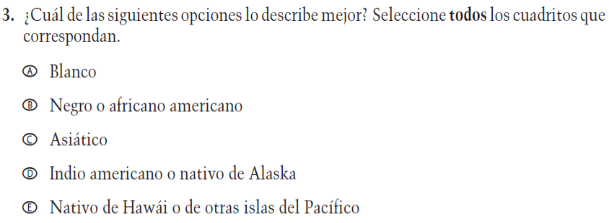 3. ¿Cuál de las siguientes opciones lo describe mejor? Seleccione todos los cuadritos que
correspondan.
A Blanco
B Negro o africano americano
C Asiático
D Indio americano o nativo de Alaska
E Nativo de Hawái o de otras islas del Pacífico